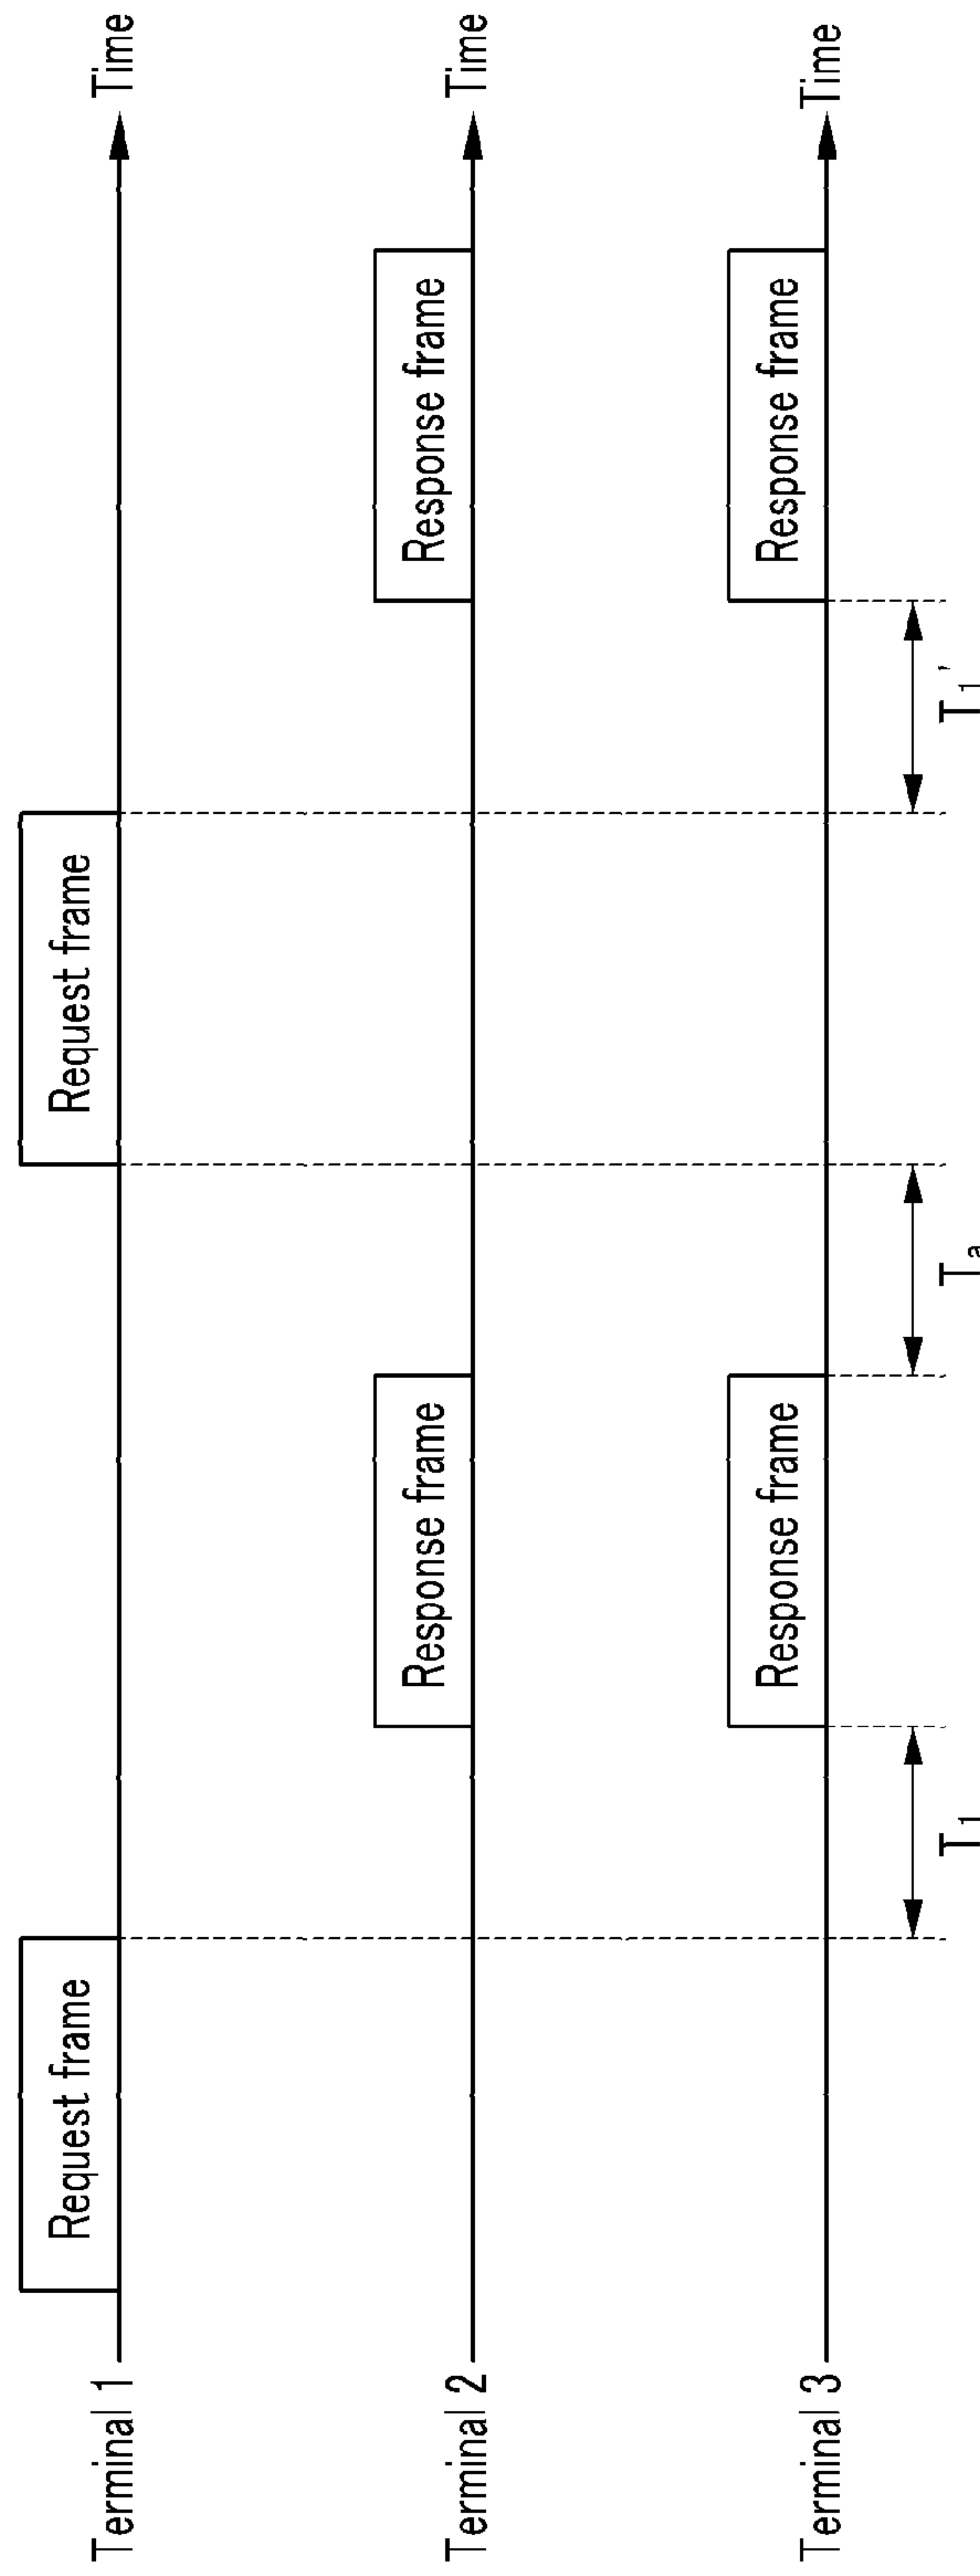 Terminal 1
Request frame
Request frame
Time
Terminal 2
Response frame
Response frame
Time
Terminal 3
Response frame
Response frame
Time
T1
Ta
T1'